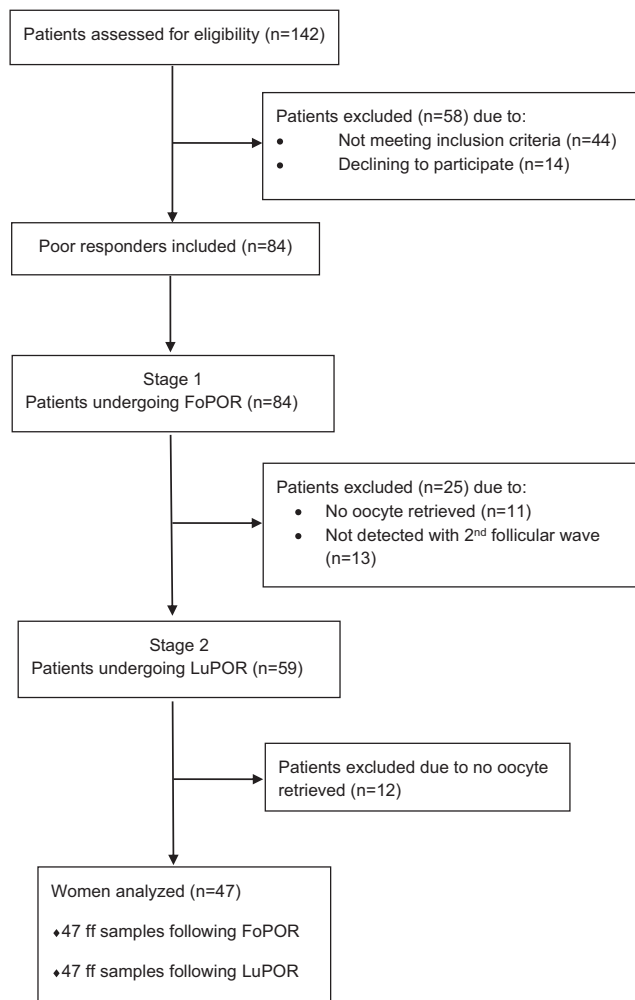 Patients assessed for eligibility (n=142)
Patients excluded (n=58) due to:
• Not meeting inclusion criteria (n=44)
• Declining to participate (n=14)
Poor responders included (n=84)
Stage 1
Patients undergoing FoPOR (n=84)
Patients excluded (n=25) due to:
• No oocyte retrieved (n=11)
• Not detected with 2nd follicular wave
(n=13)
Stage 2
Patients undergoing LuPOR (n=59)
Patients excluded due to no oocyte
retrieved (n=12)
Women analyzed (n=47)
♦47 ff samples following FoPOR
♦47 ff samples following LuPOR